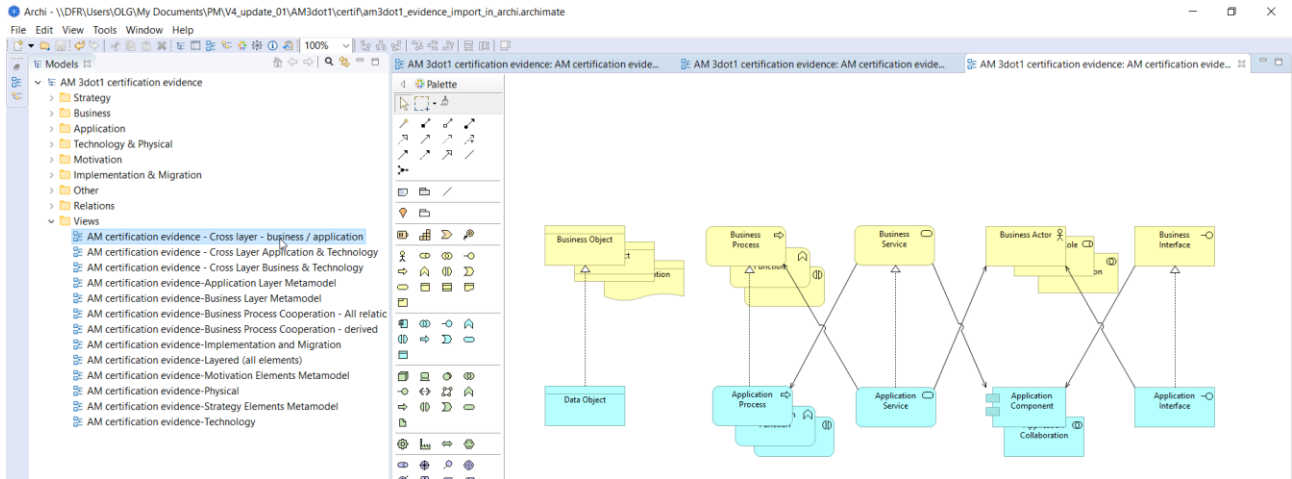 Archi - \\DFR\Users\OLG\My Documents\PM\V4_update_01\AM3dot1\certif\am3dot1_evidence_import_in_archi.archimate
File Edit View Tools Window Help
100%
Models
AM 3dot1 certification evidence: AM certification evide...
AM 3dot1 certification evidence: AM certification evide...
AM 3dot1 certification evidence: AM certification evide...
AM 3dot1 certification evidence
Strategy
Business
Application
Technology & Physical
Motivation
Implementation & Migration
Other
Relations
Views
AM certification evidence - Cross layer - business / application
AM certification evidence - Cross Layer Application & Technology
AM certification evidence - Cross Layer Business & Technology
AM certification evidence-Application Layer Metamodel
AM certification evidence-Business Layer Metamodel
AM certification evidence-Business Process Cooperation - All relatic
AM certification evidence-Business Process Cooperation - derived
AM certification evidence-Implementation and Migration
AM certification evidence-Layered (all elements)
AM certification evidence-Motivation Elements Metamodel
AM certification evidence-Physical
AM certification evidence-Strategy Elements Metamodel
AM certification evidence-Technology
Palette
Business Object
ct
ation
Business
Process
Function
Business
Service
Business Actor
ole
on
Business
Interface
Data Object
Application
Process
Function
Application
Service
Application
Component
Application
Collaboration
Application
Interface